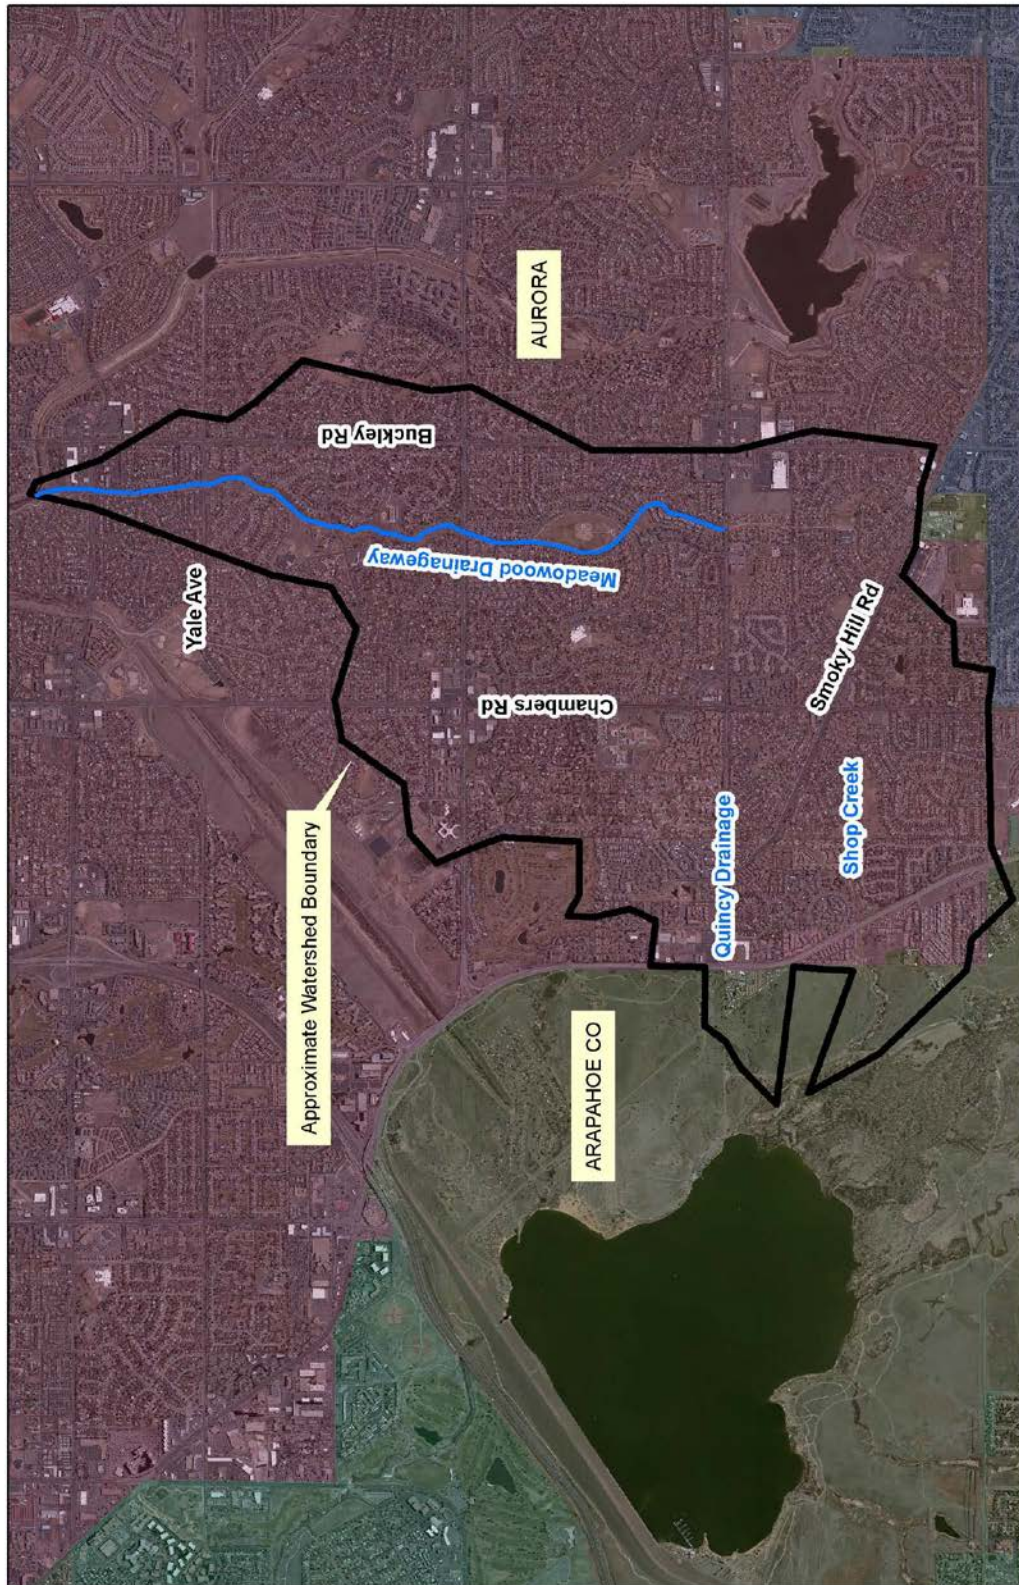 AURORA
Buckley Rd
Meadowood Drainageway
Yale Ave
Chambers Rd
Smoky Hill Rd
Approximate Watershed Boundary
Quincy Drainage
Shop Creek
ARAPAHOE CO